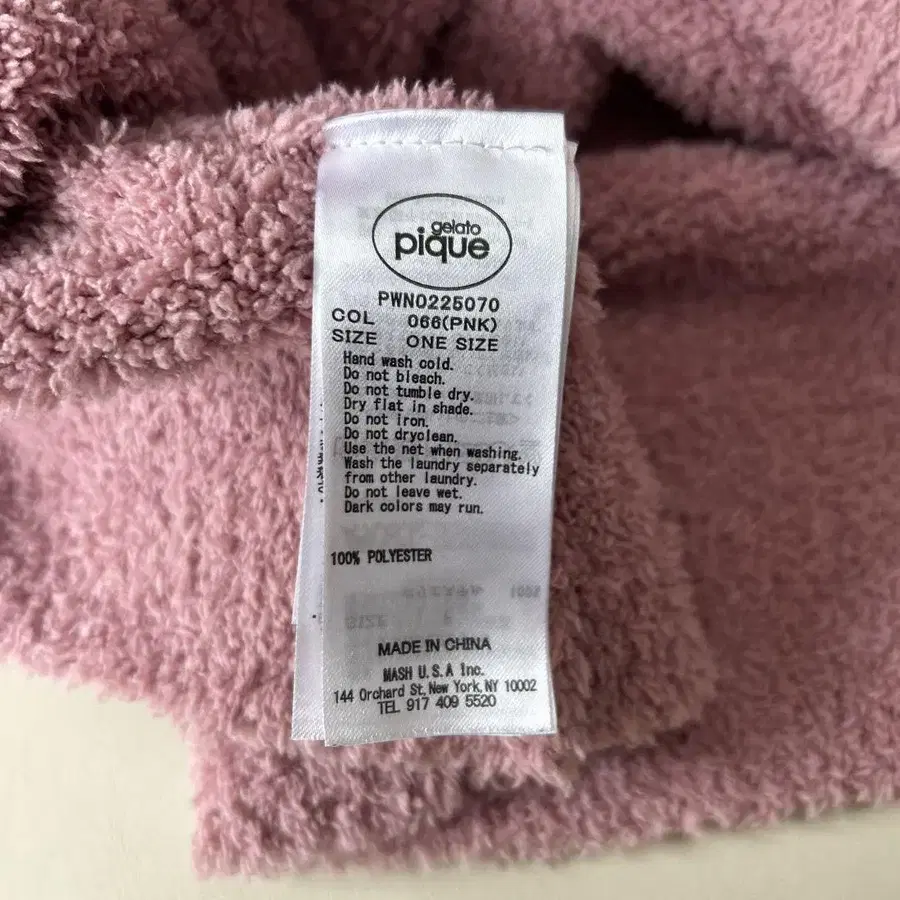 gelato
pique
PWNO225070
COL 066(PNK)
SIZE ONE SIZE
Hand wash cold.
Do not bleach.
Do not tumble dry.
Dry flat in shade.
Do not iron.
Do not dryclean.
Use the net when washing.
Wash the laundry separately
from other laundry.
Do not leave wet.
Dark colors may run.
100% POLYESTER
MADE IN CHINA
MASH U.S.A Inc.
144 Orchard St, New York, NY 10002
TEL 917 409 5520